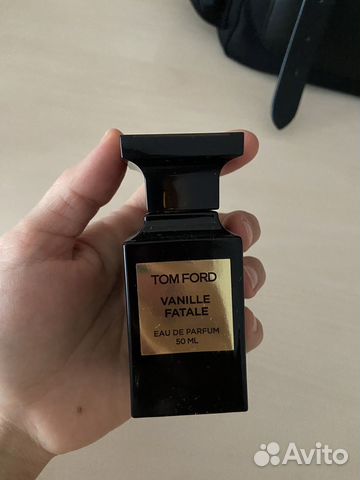 TOM FORD
VANILLE
FATALE
EAU DE PARFUM
50 ML
Avito